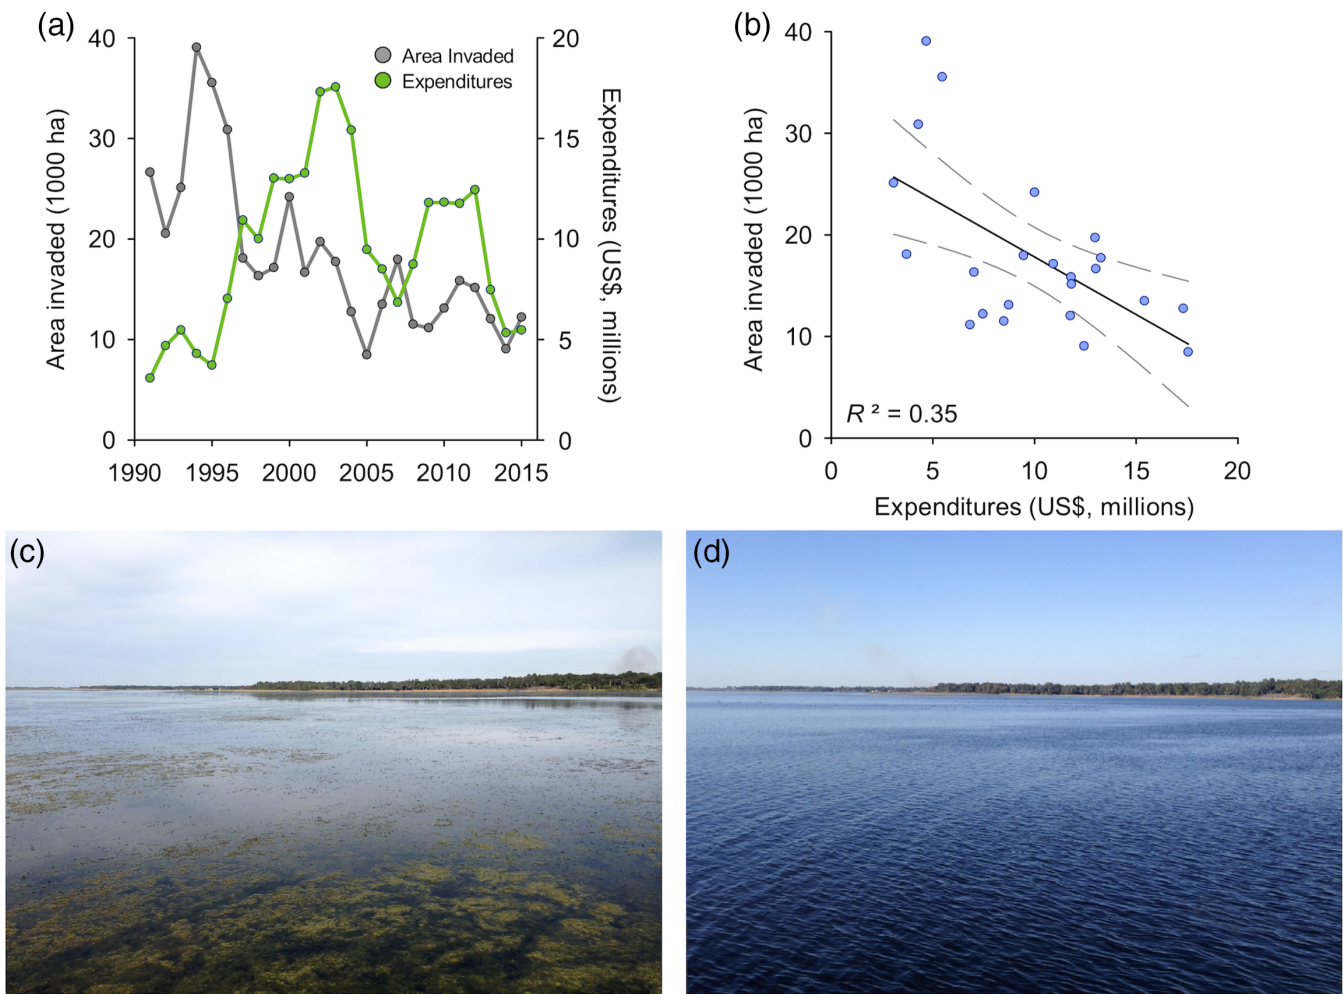 (a)
Area Invaded
Expenditures
40
30
20
10
0
Area invaded (1000 ha)
20
15
10
5
0
Expenditures (US$, millions)
1990 1995 2000 2005 2010 2015
(b)
40
30
20
10
0
Area invaded (1000 ha)
R² = 0.35
0 5 10 15 20
Expenditures (US$, millions)
(c)
(d)